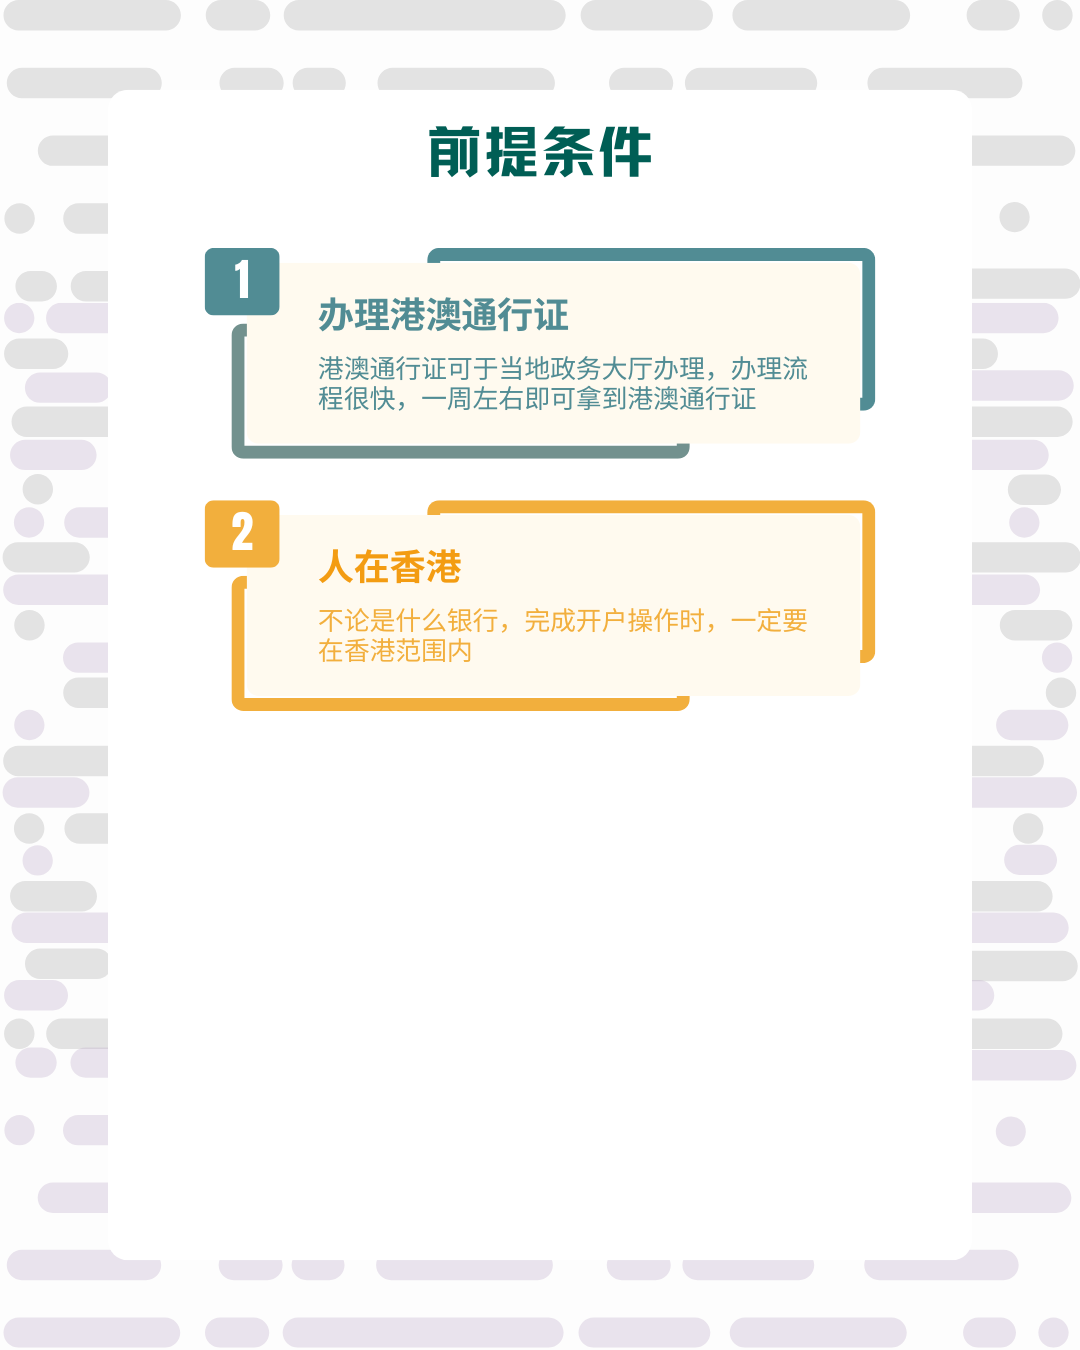 前提条件
1
办理港澳通行证
港澳通行证可于当地政务大厅办理，办理流
程很快，一周左右即可拿到港澳通行证
2
人在香港
不论是什么银行，完成开户操作时，一定要
在香港范围内